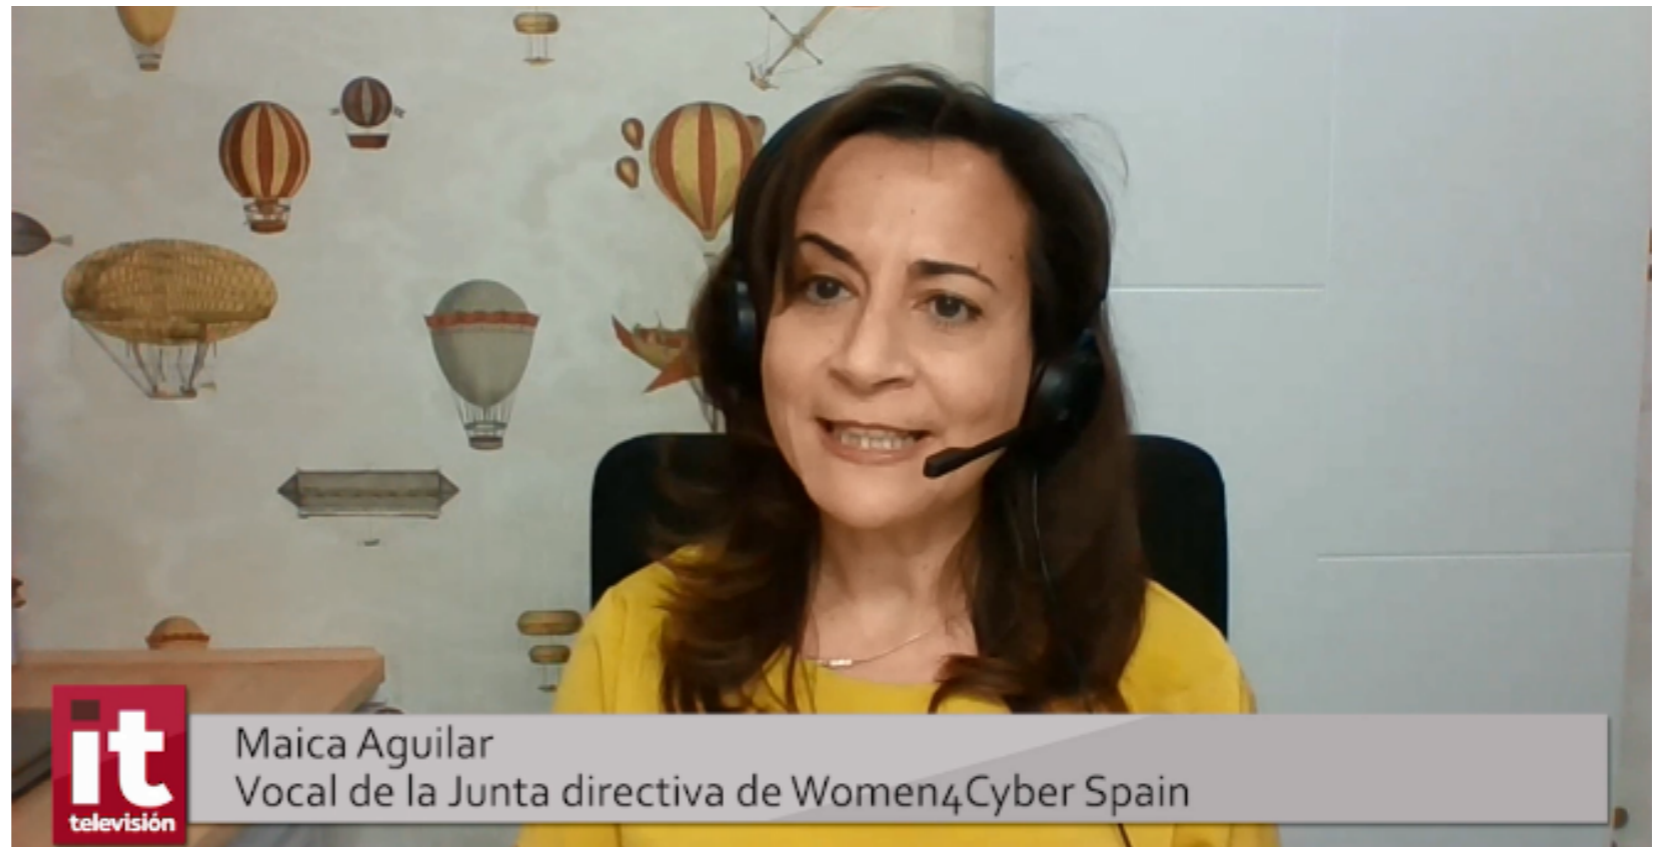 Maica Aguilar
Vocal de la Junta directiva de Women4Cyber Spain
it
televisión